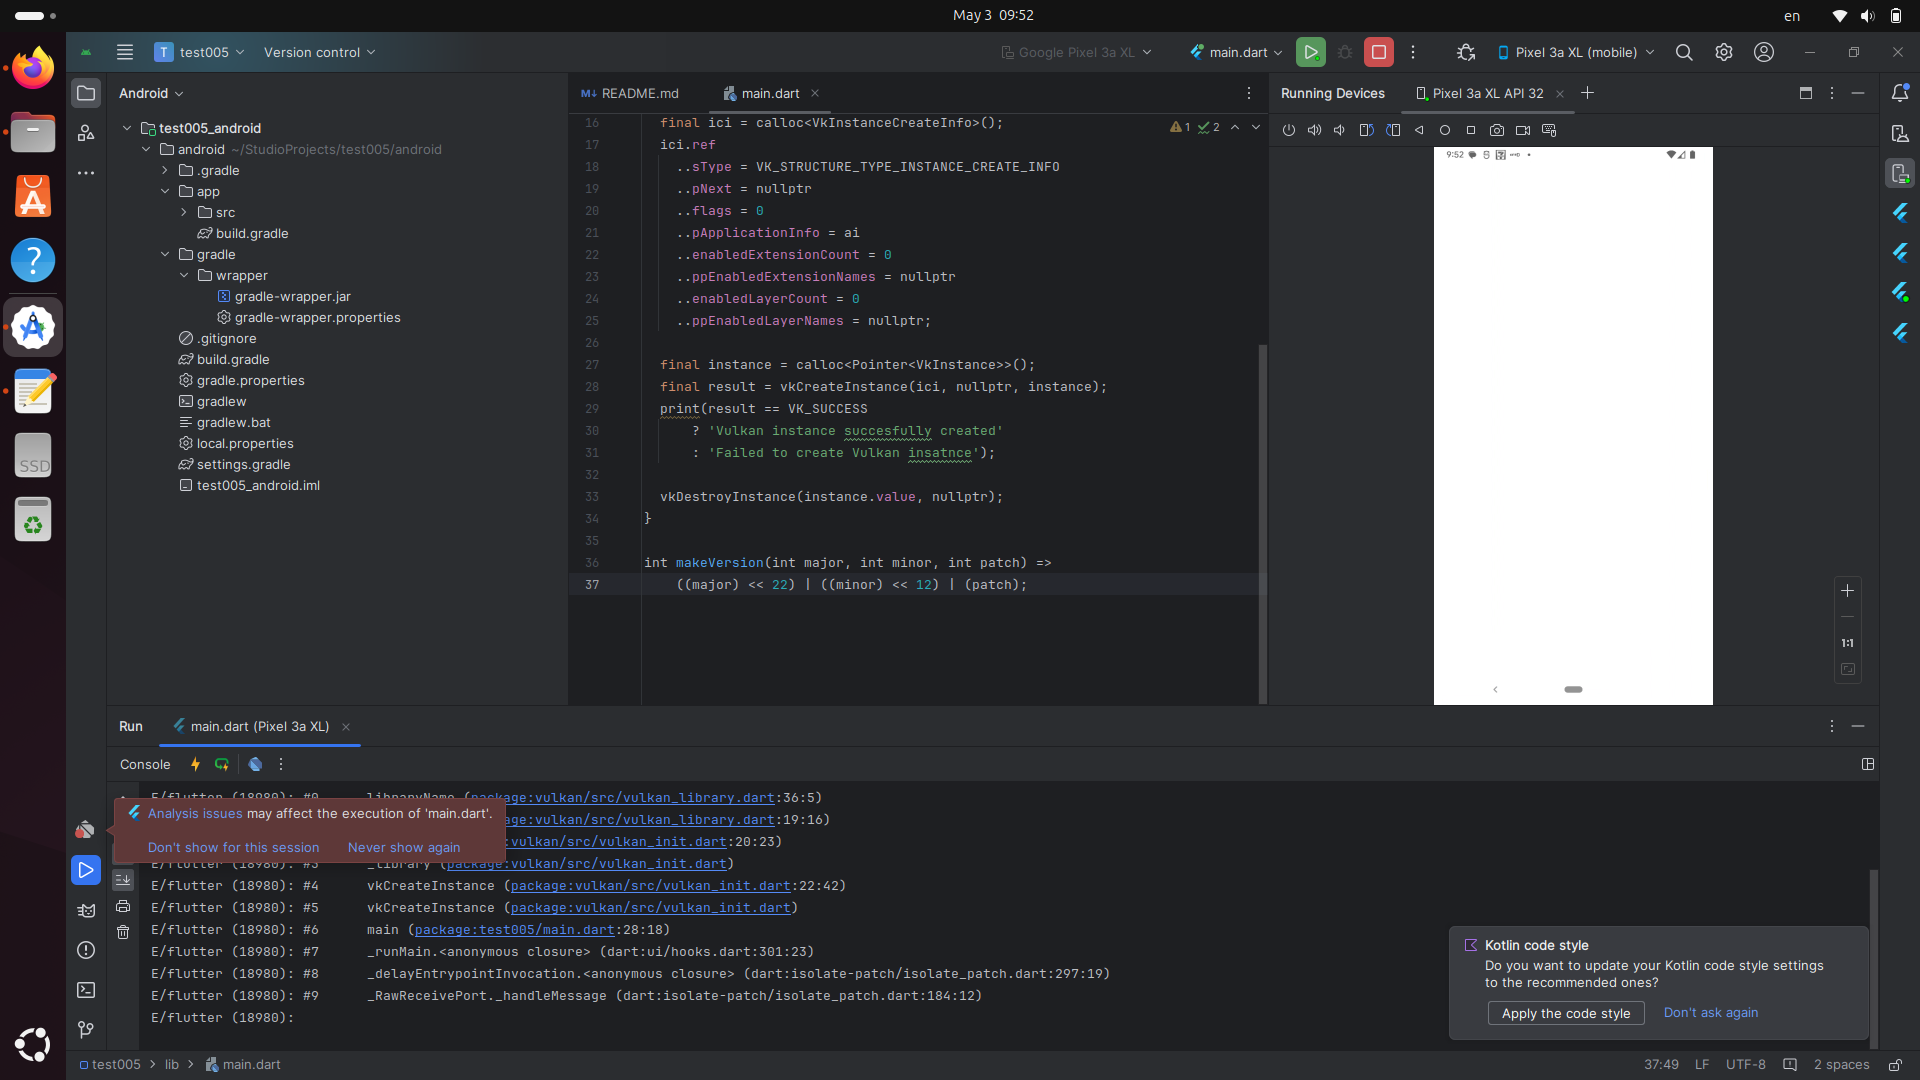 May 3 09:52
en
T test005
Version control
Google Pixel 3a XL
main.dart
Pixel 3a XL (mobile)
Android
README.md
main.dart
Running Devices
Pixel 3a XL API 32
test005_android
android ~/StudioProjects/test005/android
.gradle
app
src
build.gradle
gradle
wrapper
gradle-wrapper.jar
gradle-wrapper.properties
.gitignore
build.gradle
gradle.properties
gradlew
gradlew.bat
local.properties
settings.gradle
test005_android.iml
SSD
1 2
16 final ici = calloc<VkInstanceCreateInfo>();
17 ici.ref
18 ..sType = VK_STRUCTURE_TYPE_INSTANCE_CREATE_INFO
19 ..pNext = nullptr
20 ..flags = 0
21 ..pApplicationInfo = ai
22 ..enabledExtensionCount = 0
23 ..ppEnabledExtensionNames = nullptr
24 ..enabledLayerCount = 0
25 ..ppEnabledLayerNames = nullptr;
26
27 final instance = calloc<Pointer<VkInstance>>();
28 final result = vkCreateInstance(ici, nullptr, instance);
29 print(result == VK_SUCCESS
30 ? 'Vulkan instance succesfully created'
31 : 'Failed to create Vulkan insatnce');
32
33 vkDestroyInstance(instance.value, nullptr);
34 }
35
36 int makeVersion(int major, int minor, int patch) =>
37 ((major) << 22) | ((minor) << 12) | (patch);
9:52
1:1
Run
main.dart (Pixel 3a XL)
Console
E/flutter (18980): #0 libraryName (package:vulkan/src/vulkan_library.dart:36:5)
age:vulkan/src/vulkan_library.dart:19:16)
e:vulkan/src/vulkan_init.dart:20:23)
E/flutter (18980): #3 _library (package:vulkan/src/vulkan_init.dart)
E/flutter (18980): #4 vkCreateInstance (package:vulkan/src/vulkan_init.dart:22:42)
E/flutter (18980): #5 vkCreateInstance (package:vulkan/src/vulkan_init.dart)
E/flutter (18980): #6 main (package:test005/main.dart:28:18)
E/flutter (18980): #7 _runMain.<anonymous closure> (dart:ui/hooks.dart:301:23)
E/flutter (18980): #8 _delayEntrypointInvocation.<anonymous closure> (dart:isolate-patch/isolate_patch.dart:297:19)
E/flutter (18980): #9 _RawReceivePort._handleMessage (dart:isolate-patch/isolate_patch.dart:184:12)
E/flutter (18980):
Analysis issues may affect the execution of 'main.dart'.
Don't show for this session Never show again
Kotlin code style
Do you want to update your Kotlin code style settings
to the recommended ones?
Apply the code style Don't ask again
test005 > lib > main.dart
37:49 LF UTF-8 2 spaces